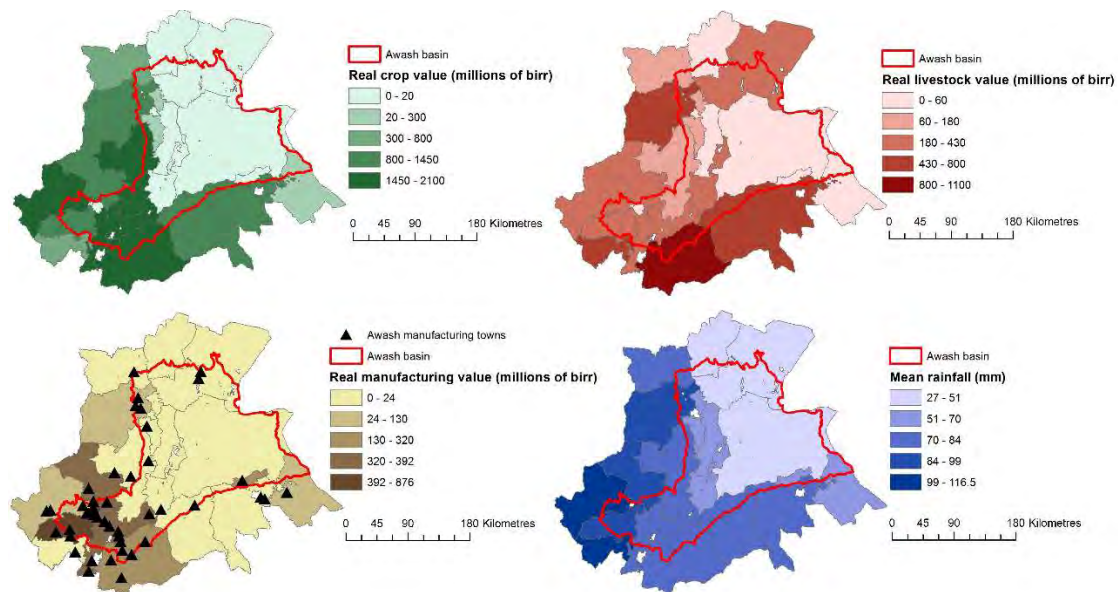 Awash basin
Real crop value (millions of birr)
0 - 20
20 - 300
300 - 800
800 - 1450
1450 - 2100
0 45 90 180 Kilometres
Awash basin
Real livestock value (millions of birr)
0 - 60
60 - 180
180 - 430
430 - 800
800 - 1100
0 45 90 180 Kilometres
Awash manufacturing towns
Awash basin
Real manufacturing value (millions of birr)
0 - 24
24 - 130
130 - 320
320 - 392
392 - 876
0 45 90 180 Kilometres
Awash basin
Mean rainfall (mm)
27 - 51
51 - 70
70 - 84
84 - 99
99 - 116.5
0 45 90 180 Kilometres